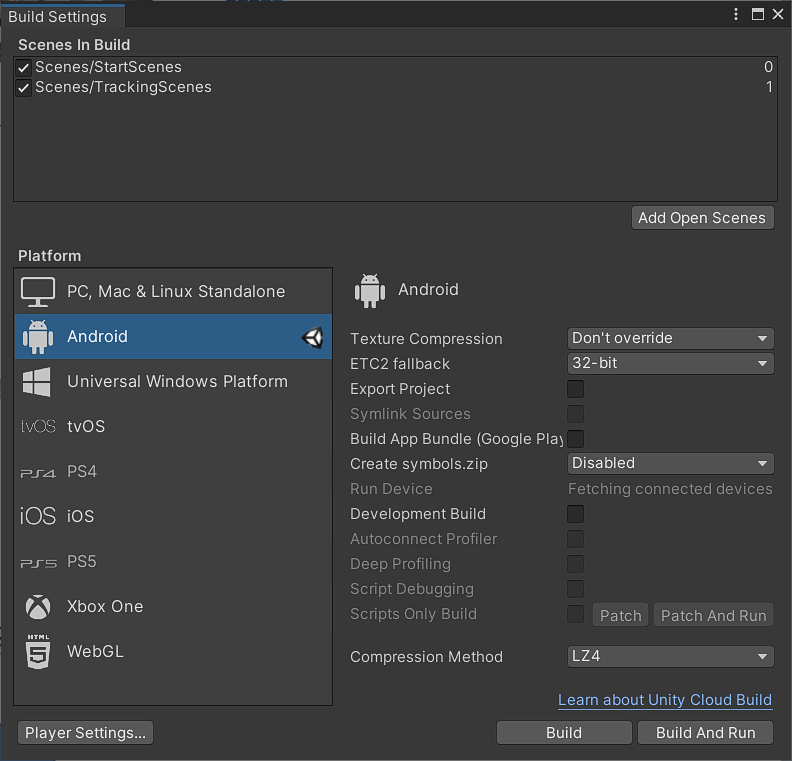 Build Settings
Scenes In Build
Scenes/StartScenes 0
Scenes/TrackingScenes 1
Add Open Scenes
Platform
PC, Mac & Linux Standalone
Android
Universal Windows Platform
tvOS tvOS
PS4 PS4
iOS iOS
PS5 PS5
Xbox One
HTML
5 WebGL
Android
Texture Compression Don't override
ETC2 fallback 32-bit
Export Project
Symlink Sources
Build App Bundle (Google Play
Create symbols.zip Disabled
Run Device Fetching connected devices
Development Build
Autoconnect Profiler
Deep Profiling
Script Debugging
Scripts Only Build Patch Patch And Run
Compression Method LZ4
Learn about Unity Cloud Build
Player Settings... Build Build And Run